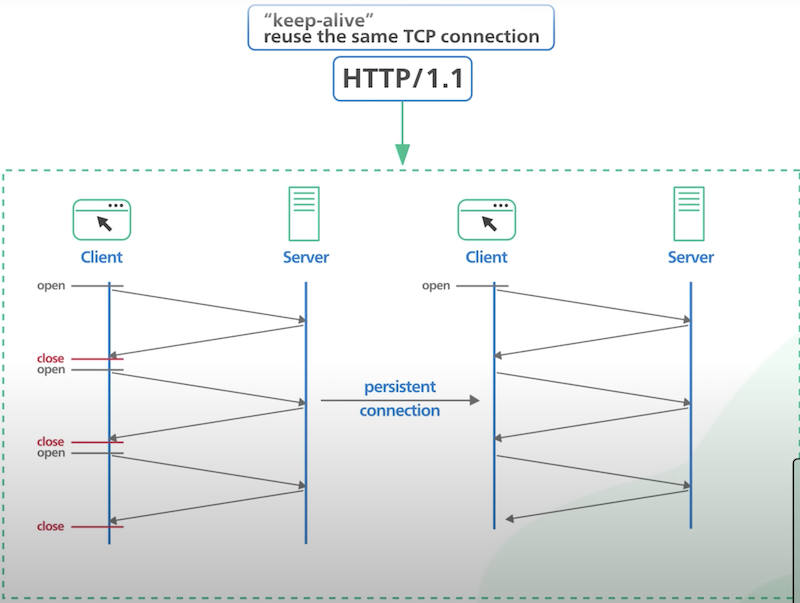 “keep-alive”
reuse the same TCP connection
HTTP/1.1
Client
Server
Client
Server
open
close
open
close
open
close
persistent
connection
open